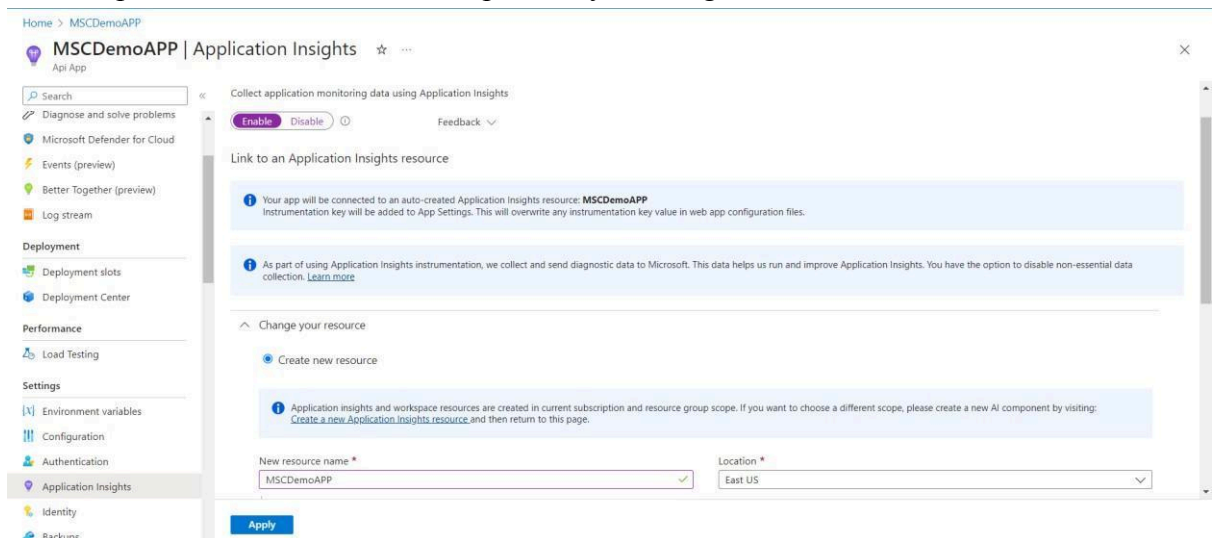 Home > MSCDemoAPP
MSCDemoAPP | Application Insights
Api App
Search
Diagnose and solve problems
Microsoft Defender for Cloud
Events (preview)
Better Together (preview)
Log stream
Deployment
Deployment slots
Deployment Center
Performance
Load Testing
Settings
Environment variables
Configuration
Authentication
Application Insights
Identity
Backups
Collect application monitoring data using Application Insights
Enable Disable Feedback
Link to an Application Insights resource
Your app will be connected to an auto-created Application Insights resource: MSCDemoAPP
Instrumentation key will be added to App Settings. This will overwrite any instrumentation key value in web app configuration files.
As part of using Application Insights instrumentation, we collect and send diagnostic data to Microsoft. This data helps us run and improve Application Insights. You have the option to disable non-essential data
collection. Learn more
Change your resource
Create new resource
Application insights and workspace resources are created in current subscription and resource group scope. If you want to choose a different scope, please create a new AI component by visiting:
Create a new Application Insights resource and then return to this page.
New resource name * Location *
MSCDemoAPP East US
Apply